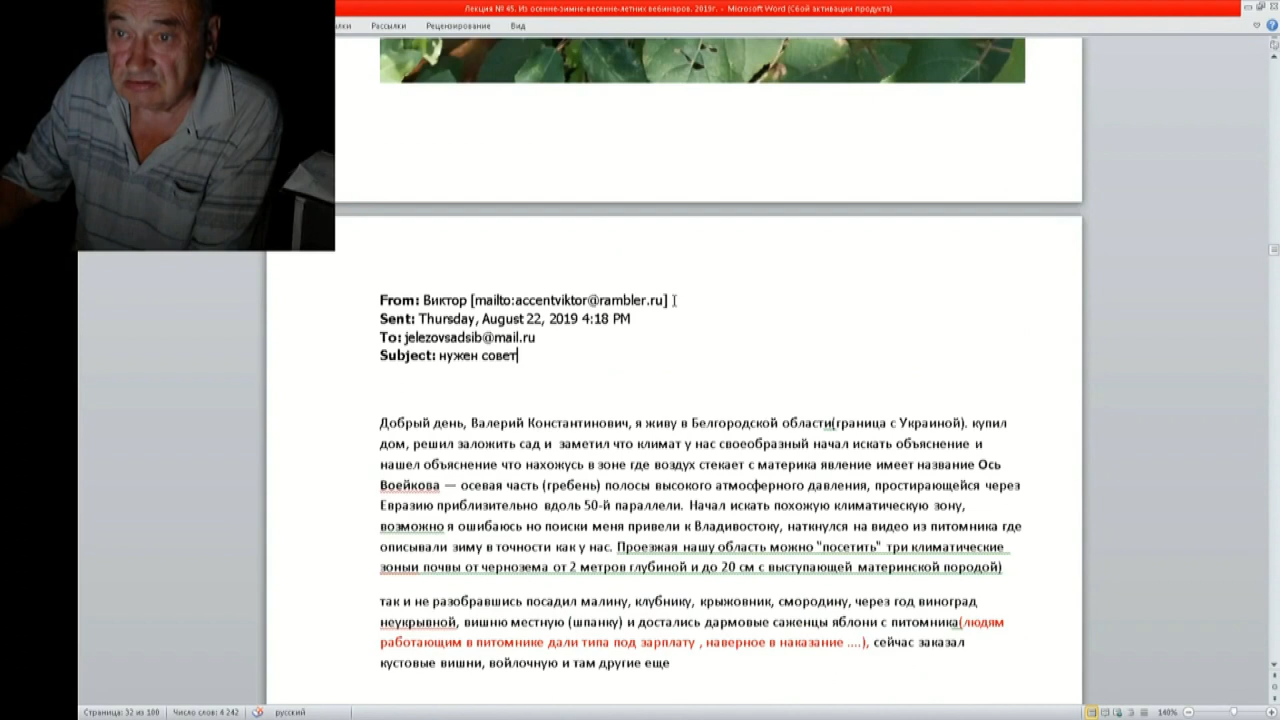 Лекция № 45. Из осенне-зимне-весенне-летних вебинаров. 2019г. - Microsoft Word (Сбой активации продукта)
лки Рассылки Рецензирование Вид
From: Виктор [mailto:accentviktor@rambler.ru]
Sent: Thursday, August 22, 2019 4:18 PM
To: jelezovsadsib@mail.ru
Subject: нужен совет
Добрый день, Валерий Константинович, я живу в Белгородской области(граница с Украиной). купил
дом, решил заложить сад и заметил что климат у нас своеобразный начал искать объяснение и
нашел объяснение что нахожусь в зоне где воздух стекает с материка явление имеет название Ось
Воейкова — осевая часть (гребень) полосы высокого атмосферного давления, простирающейся через
Евразию приблизительно вдоль 50-й параллели. Начал искать похожую климатическую зону,
возможно я ошибаюсь но поиски меня привели к Владивостоку, наткнулся на видео из питомника где
описывали зиму в точности как у нас. Проезжая нашу область можно "посетить" три климатические
зоныи почвы от чернозема от 2 метров глубиной и до 20 см с выступающей материнской породой)
так и не разобравшись посадил малину, клубнику, крыжовник, смородину, через год виноград
неукрывной, вишню местную (шпанку) и достались дармовые саженцы яблони с питомника(людям
работающим в питомнике дали типа под зарплату , наверное в наказание ....), сейчас заказал
кустовые вишни, войлочную и там другие еще
Страница: 32 из 100 Число слов: 4 242 русский 140%